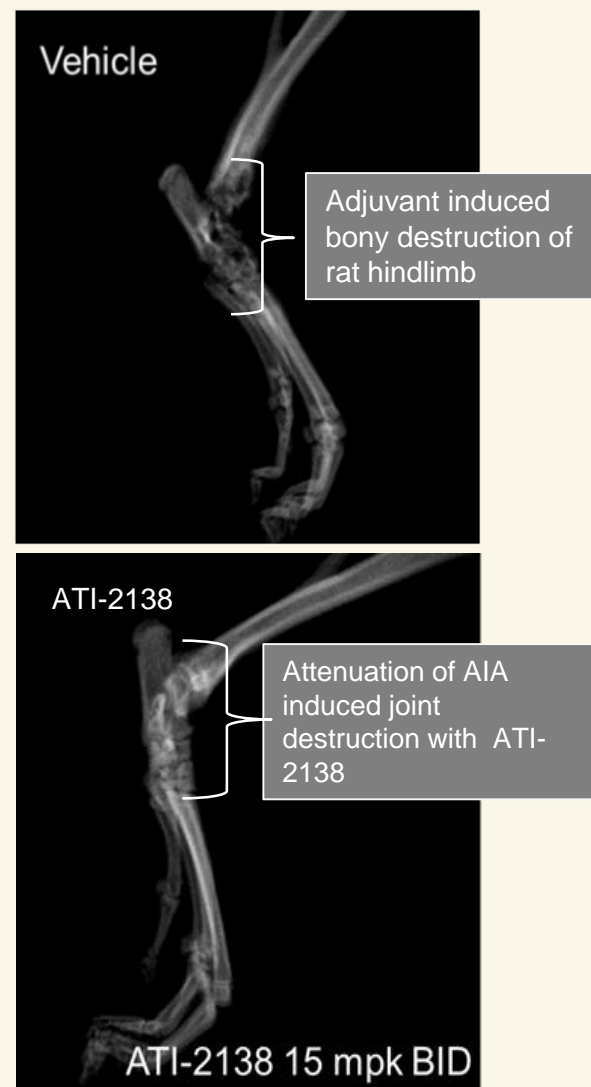 Vehicle
Adjuvant induced
bony destruction of
rat hindlimb
ATI-2138
Attenuation of AIA
induced joint
destruction with ATI-
2138
ATI-2138 15 mpk BID